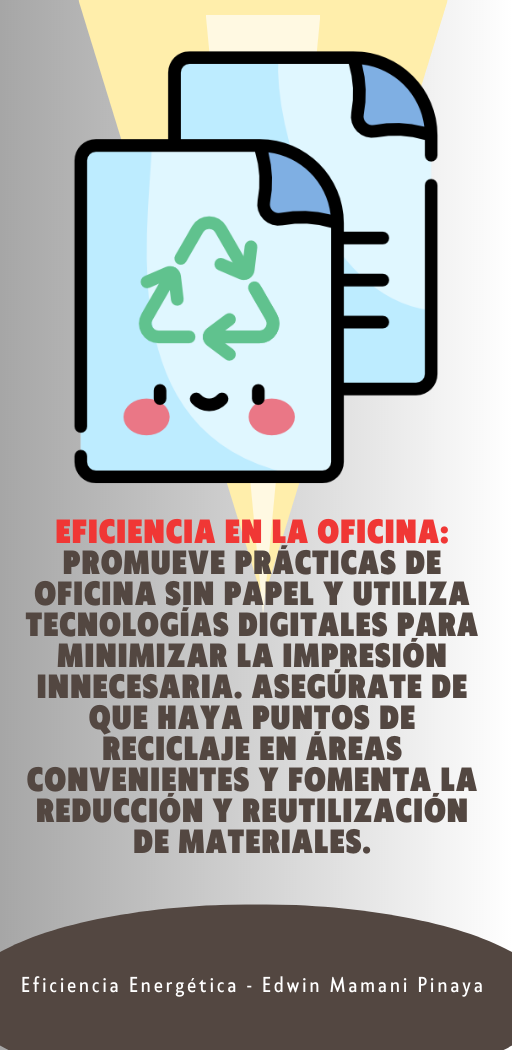 EFICIENCIA EN LA OFICINA:
PROMUEVE PRÁCTICAS DE
OFICINA SIN PAPEL Y UTILIZA
TECNOLOGÍAS DIGITALES PARA
MINIMIZAR LA IMPRESIÓN
INNECESARIA. ASEGÚRATE DE
QUE HAYA PUNTOS DE
RECICLAJE EN ÁREAS
CONVENIENTES Y FOMENTA LA
REDUCCIÓN Y REUTILIZACIÓN
DE MATERIALES.
Eficiencia Energética - Edwin Mamani Pinaya